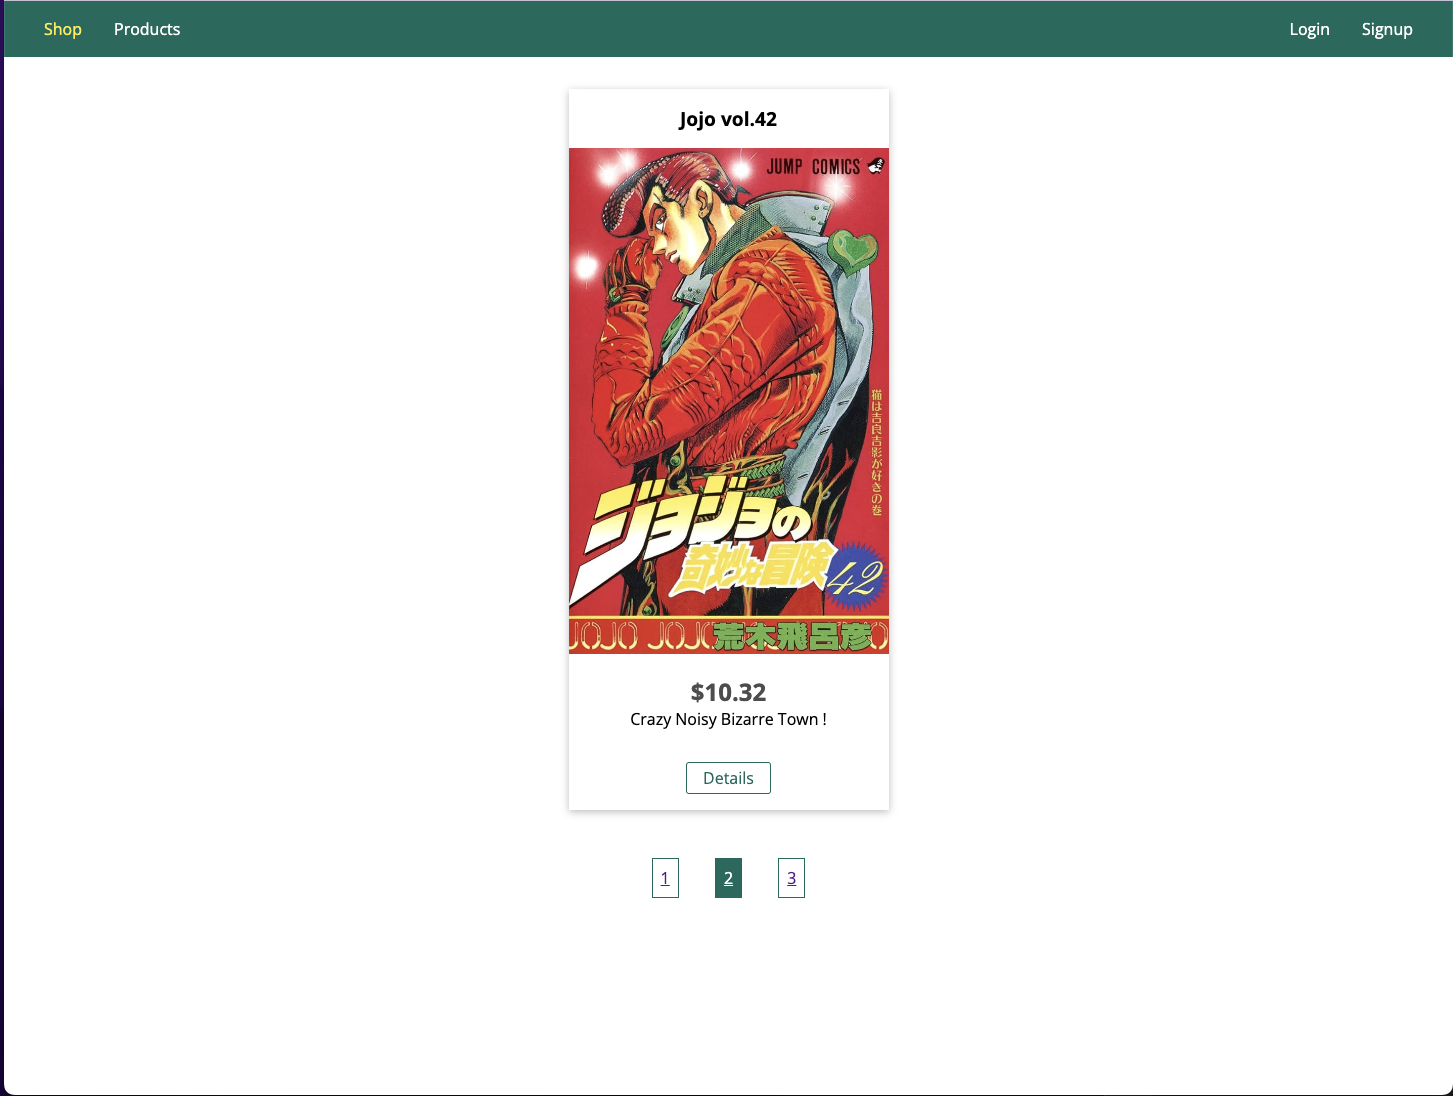 Shop Products Login Signup
Jojo vol.42
JUMP COMICS
猫は吉良吉影が好きの巻
ジョジョの
奇妙な冒険
42
JOJO JOJO
荒木飛呂彦
$10.32
Crazy Noisy Bizarre Town !
Details
1 2 3